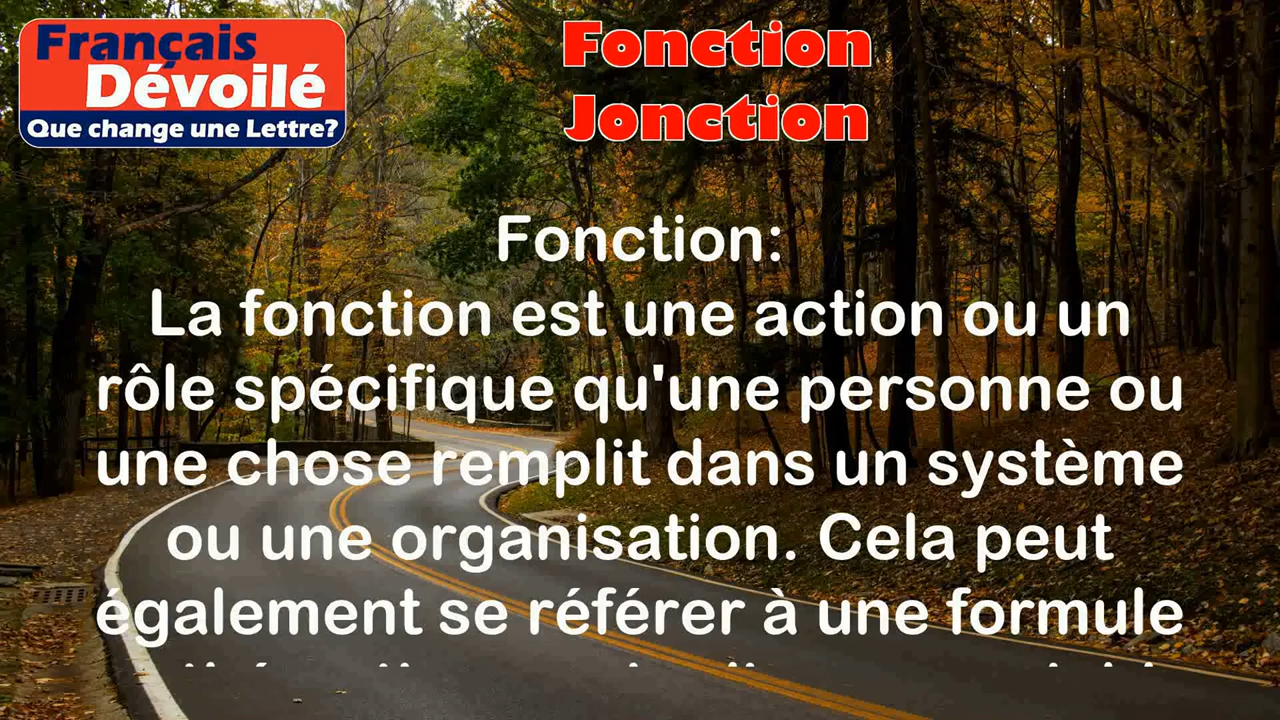 Français
Dévoilé
Que change une Lettre?
Fonction
Jonction
Fonction:
La fonction est une action ou un
rôle spécifique qu'une personne ou
une chose remplit dans un système
ou une organisation. Cela peut
également se référer à une formule